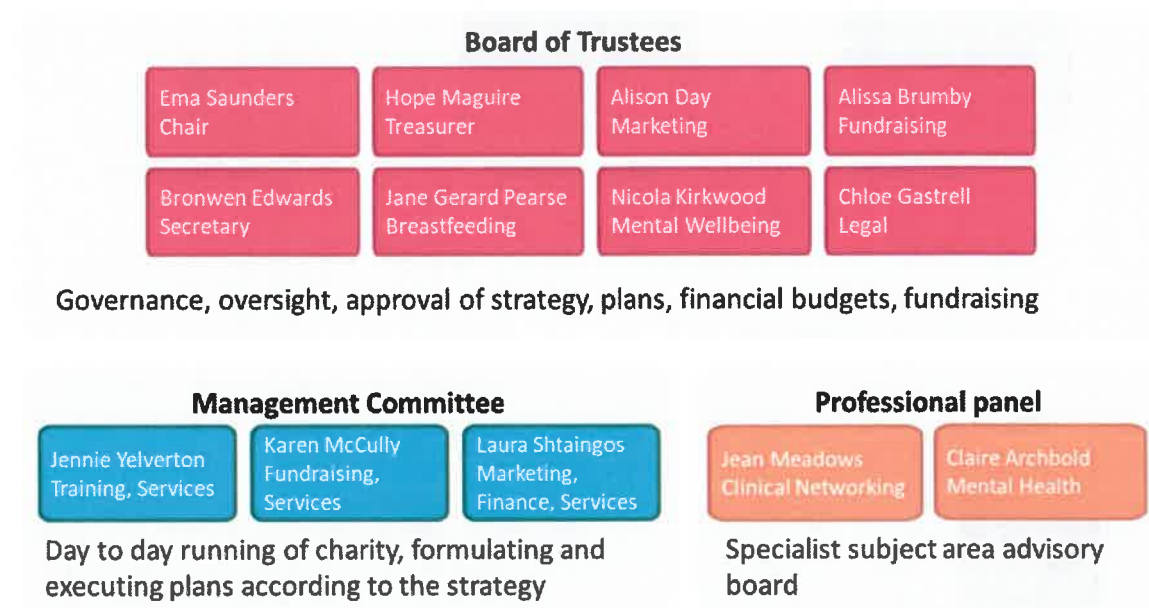 Board of Trustees
Ema Saunders
Chair
Hope Maguire
Treasurer
Alison Day
Marketing
Alissa Brumby
Fundraising
Bronwen Edwards
Secretary
Jane Gerard Pearse
Breastfeeding
Nicola Kirkwood
Mental Wellbeing
Chloe Gastrell
Legal
Governance, oversight, approval of strategy, plans, financial budgets, fundraising
Management Committee
Jennie Yelverton
Training, Services
Karen McCully
Fundraising,
Services
Laura Shtaingos
Marketing,
Finance, Services
Day to day running of charity, formulating and
executing plans according to the strategy
Professional panel
Jean Meadows
Clinical Networking
Claire Archbold
Mental Health
Specialist subject area advisory
board